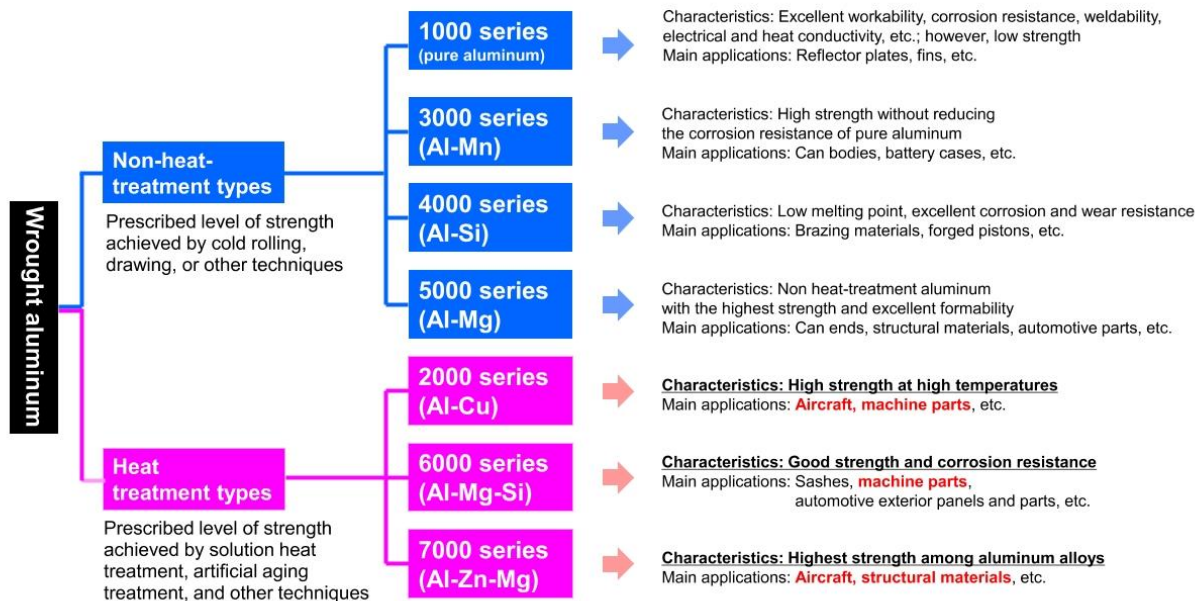 Wrought aluminum
Non-heat-
treatment types
Prescribed level of strength
achieved by cold rolling,
drawing, or other techniques
1000 series
(pure aluminum)
Characteristics: Excellent workability, corrosion resistance, weldability,
electrical and heat conductivity, etc.; however, low strength
Main applications: Reflector plates, fins, etc.
3000 series
(Al-Mn)
Characteristics: High strength without reducing
the corrosion resistance of pure aluminum
Main applications: Can bodies, battery cases, etc.
4000 series
(Al-Si)
Characteristics: Low melting point, excellent corrosion and wear resistance
Main applications: Brazing materials, forged pistons, etc.
5000 series
(Al-Mg)
Characteristics: Non heat-treatment aluminum
with the highest strength and excellent formability
Main applications: Can ends, structural materials, automotive parts, etc.
Heat
treatment types
Prescribed level of strength
achieved by solution heat
treatment, artificial aging
treatment, and other techniques
2000 series
(Al-Cu)
Characteristics: High strength at high temperatures
Main applications: Aircraft, machine parts, etc.
6000 series
(Al-Mg-Si)
Characteristics: Good strength and corrosion resistance
Main applications: Sashes, machine parts,
automotive exterior panels and parts, etc.
7000 series
(Al-Zn-Mg)
Characteristics: Highest strength among aluminum alloys
Main applications: Aircraft, structural materials, etc.